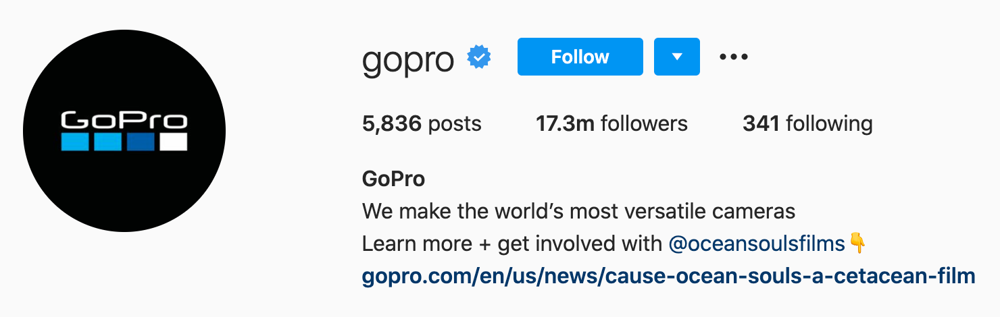 GoPro
gopro Follow
5,836 posts 17.3m followers 341 following
GoPro
We make the world’s most versatile cameras
Learn more + get involved with @oceansoulsfilms👇
gopro.com/en/us/news/cause-ocean-souls-a-cetacean-film